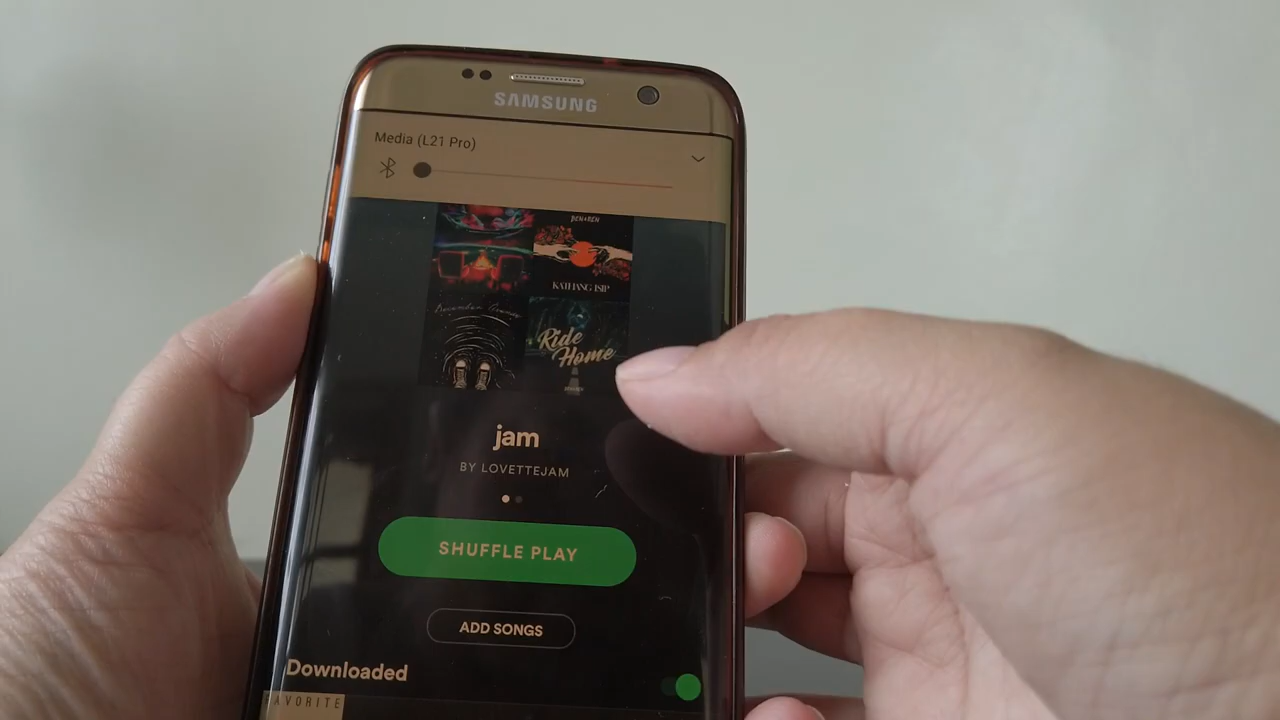 SAMSUNG
Media (L21 Pro)
BEN&BEN
KATHANG ISIP
Ride
Home
jam
BY LOVETTEJAM
SHUFFLE PLAY
ADD SONGS
Downloaded
FAVORITE